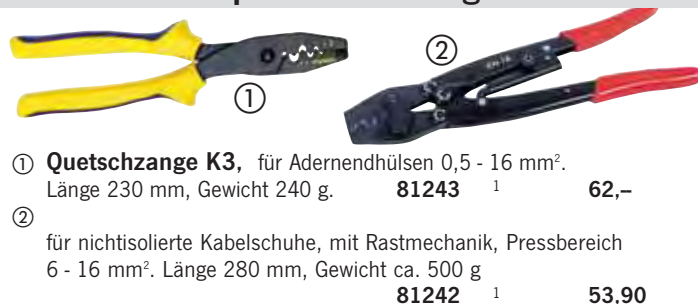 ① ②
① Quetschzange K3, für Adernendhülsen 0,5 - 16 mm².
Länge 230 mm, Gewicht 240 g. 81243 1 62,–
②
für nichtisolierte Kabelschuhe, mit Rastmechanik, Pressbereich
6 - 16 mm². Länge 280 mm, Gewicht ca. 500 g
81242 1 53,90